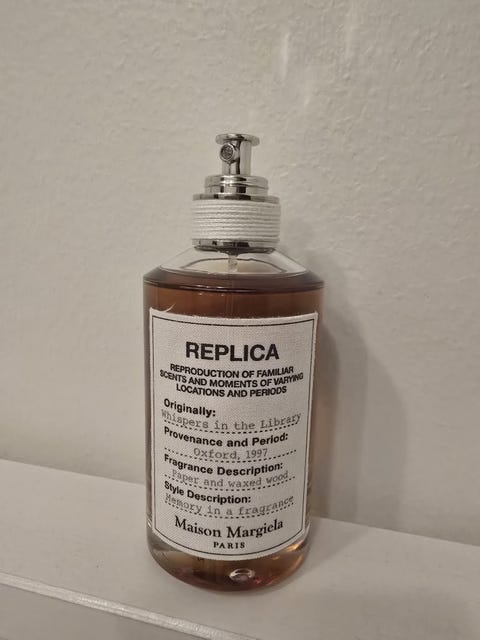 REPLICA
REPRODUCTION OF FAMILIAR
SCENTS AND MOMENTS OF VARYING
LOCATIONS AND PERIODS
Originally:
Whispers in the Library
Provenance and Period:
Oxford, 1997
Fragrance Description:
Paper and waxed wood
Style Description:
Memory in a fragrance
Maison Margiela
PARIS